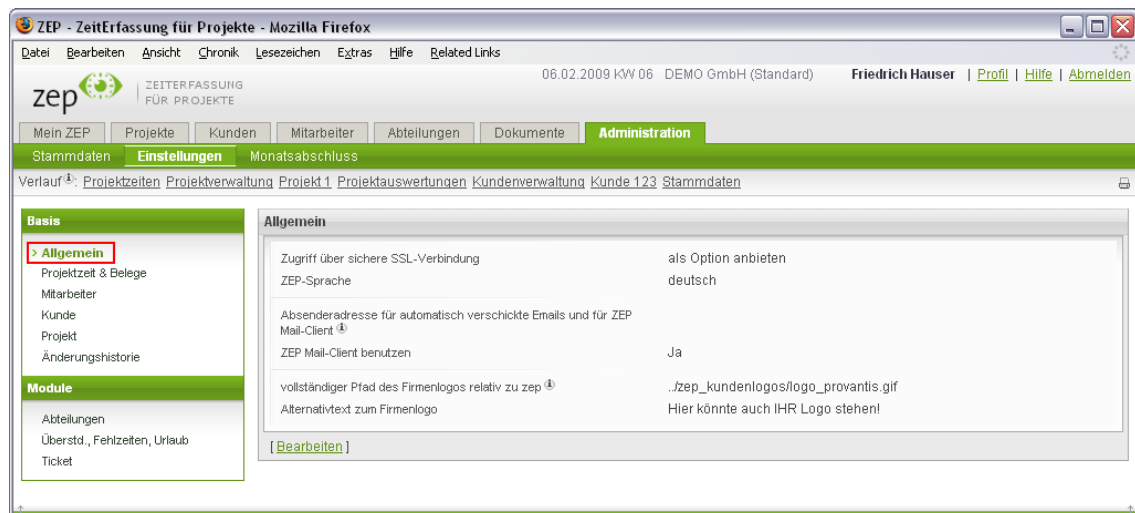 ZEP - ZeitErfassung für Projekte - Mozilla Firefox
Datei Bearbeiten Ansicht Chronik Lesezeichen Extras Hilfe Related Links
06.02.2009 KW 06 DEMO GmbH (Standard) Friedrich Hauser | Profil | Hilfe | Abmelden
zep ZEITERFASSUNG
FÜR PROJEKTE
Mein ZEP Projekte Kunden Mitarbeiter Abteilungen Dokumente Administration
Stammdaten Einstellungen Monatsabschluss
Verlauf: Projektzeiten Projektverwaltung Projekt 1 Projektauswertungen Kundenverwaltung Kunde 123 Stammdaten
Basis
> Allgemein
Projektzeit & Belege
Mitarbeiter
Kunde
Projekt
Änderungshistorie
Module
Abteilungen
Überstd., Fehlzeiten, Urlaub
Ticket
Allgemein
Zugriff über sichere SSL-Verbindung als Option anbieten
ZEP-Sprache deutsch
Absenderadresse für automatisch verschickte Emails und für ZEP
Mail-Client
ZEP Mail-Client benutzen Ja
vollständiger Pfad des Firmenlogos relativ zu zep ../zep_kundenlogos/logo_provantis.gif
Alternativtext zum Firmenlogo Hier könnte auch IHR Logo stehen!
[ Bearbeiten ]